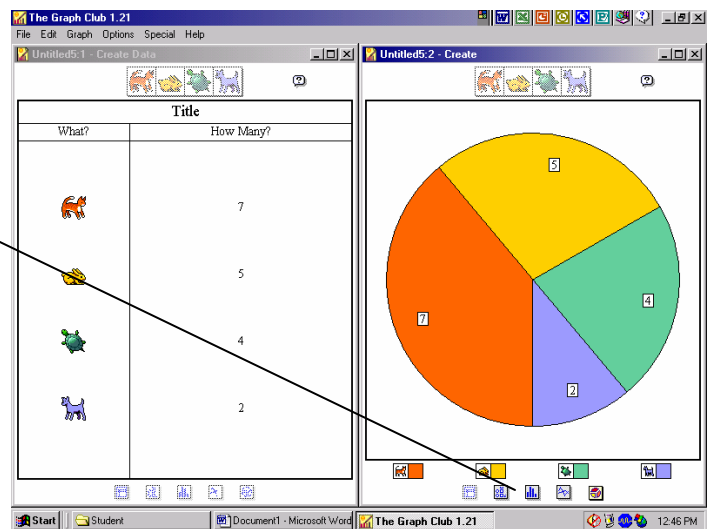 The Graph Club 1.21
File Edit Graph Options Special Help
Untitled5:1 - Create Data
Title
What? How Many?
7
5
4
2
Untitled5:2 - Create
5
4
7
2
Start Student Document1 - Microsoft Word The Graph Club 1.21 12:46 PM